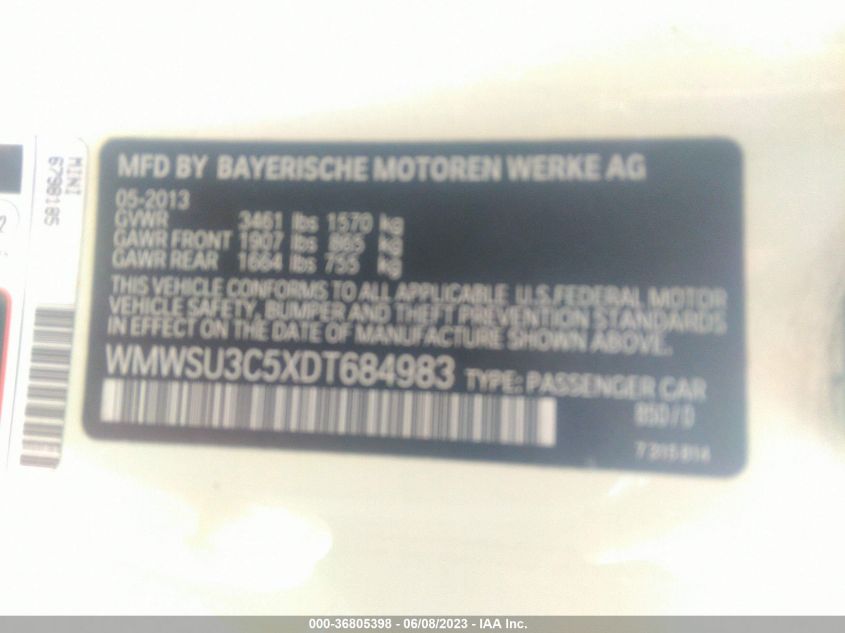 MFD BY BAYERISCHE MOTOREN WERKE AG
05-2013
GVWR 3461 lbs 1570 kg
GAWR FRONT 1907 lbs 865 kg
GAWR REAR 1664 lbs 755 kg
THIS VEHICLE CONFORMS TO ALL APPLICABLE U.S. FEDERAL MOTOR
VEHICLE SAFETY, BUMPER AND THEFT PREVENTION STANDARDS
IN EFFECT ON THE DATE OF MANUFACTURE SHOWN ABOVE.
WMWSU3C5XDT684983 TYPE: PASSENGER CAR
MINI
6798185
000-36805398 - 06/08/2023 - IAA Inc.